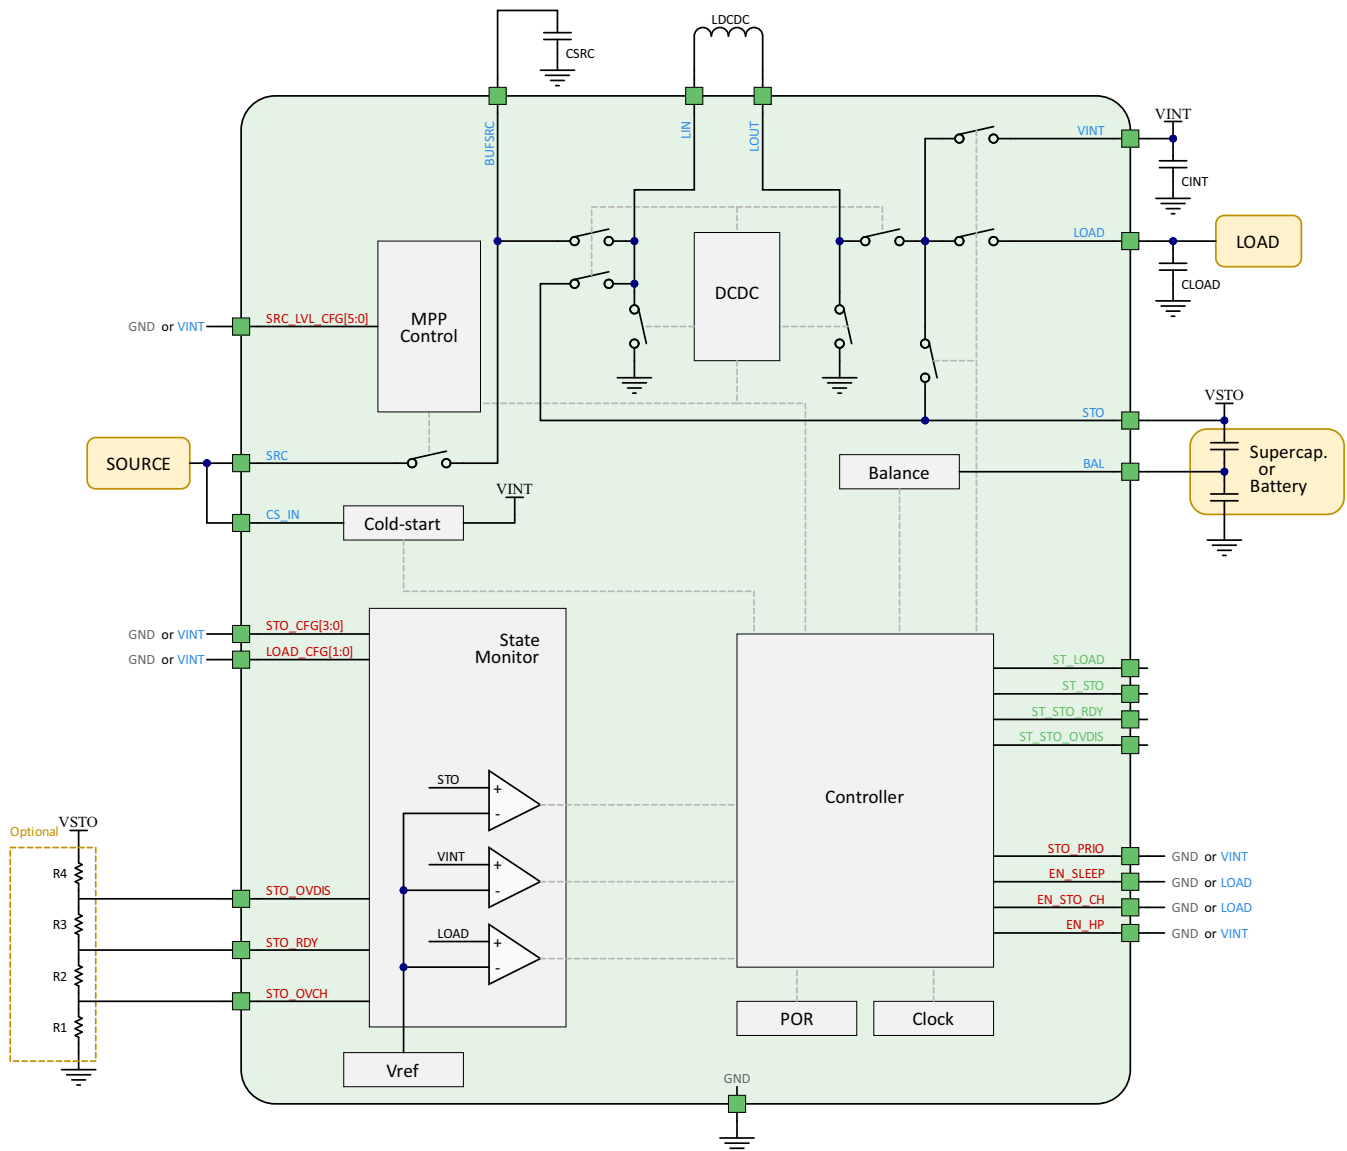 LDCDC
CSRC
BUFSRC
LIN
LOUT
VINT
VINT
CINT
LOAD
LOAD
CLOAD
MPP
Control
DCDC
GND or VINT
SRC_LVL_CFG[5:0]
VSTO
STO
SOURCE
SRC
Balance
BAL
Supercap.
or
Battery
VINT
CS_IN
Cold-start
GND or VINT
STO_CFG[3:0]
GND or VINT
LOAD_CFG[1:0]
State
Monitor
ST_LOAD
ST_STO
ST_STO_RDY
ST_STO_OVDIS
STO
+
-
Controller
VSTO
Optional
R4
R3
R2
R1
STO_OVDIS
STO_RDY
STO_OVCH
VINT
+
-
LOAD
+
-
STO_PRIO
GND or VINT
EN_SLEEP
GND or LOAD
EN_STO_CH
GND or LOAD
EN_HP
GND or VINT
POR
Clock
Vref
GND